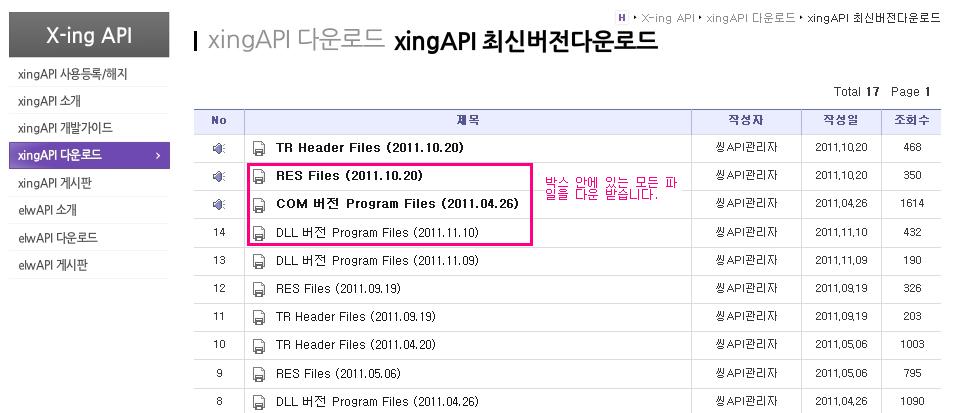 H ▸ X-ing API ▸ xingAPI 다운로드 ▸ xingAPI 최신버전다운로드
X-ing API
xingAPI 다운로드 xingAPI 최신버전다운로드
xingAPI 사용등록/해지
xingAPI 소개
xingAPI 개발가이드
xingAPI 다운로드 >
xingAPI 게시판
elwAPI 소개
elwAPI 다운로드
elwAPI 게시판
Total 17 Page 1
No 제목 작성자 작성일 조회수
TR Header Files (2011.10.20) 씽API관리자 2011.10.20 468
RES Files (2011.10.20) 씽API관리자 2011.10.20 350
COM 버전 Program Files (2011.04.26) 씽API관리자 2011.04.26 1614
14 DLL 버전 Program Files (2011.11.10) 씽API관리자 2011.11.10 432
13 DLL 버전 Program Files (2011.11.09) 씽API관리자 2011.11.09 190
12 RES Files (2011.09.19) 씽API관리자 2011.09.19 326
11 TR Header Files (2011.09.19) 씽API관리자 2011.09.19 203
10 TR Header Files (2011.04.20) 씽API관리자 2011.05.06 1003
9 RES Files (2011.05.06) 씽API관리자 2011.05.06 795
8 DLL 버전 Program Files (2011.04.26) 씽API관리자 2011.04.26 1090
박스 안에 있는 모든 파
일를 다운 받습니다.